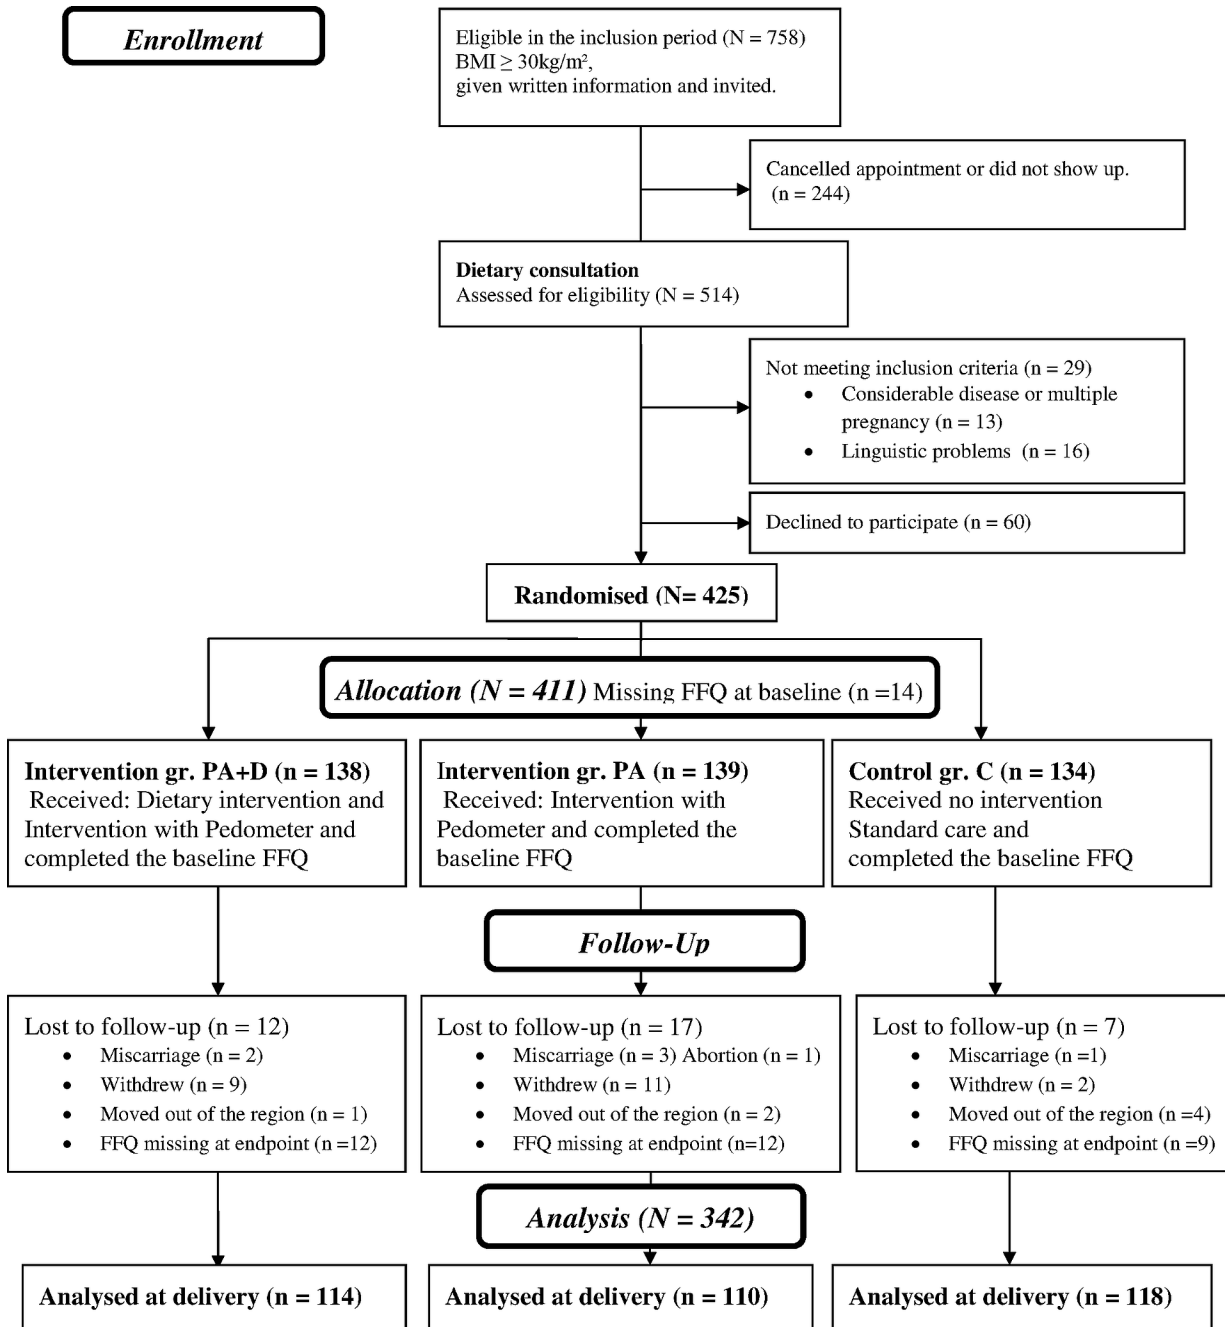 Enrollment
Eligible in the inclusion period (N = 758)
BMI ≥ 30kg/m²,
given written information and invited.
Cancelled appointment or did not show up.
(n = 244)
Dietary consultation
Assessed for eligibility (N = 514)
Not meeting inclusion criteria (n = 29)
• Considerable disease or multiple
pregnancy (n = 13)
• Linguistic problems (n = 16)
Declined to participate (n = 60)
Randomised (N= 425)
Allocation (N = 411) Missing FFQ at baseline (n =14)
Intervention gr. PA+D (n = 138)
Received: Dietary intervention and
Intervention with Pedometer and
completed the baseline FFQ
Intervention gr. PA (n = 139)
Received: Intervention with
Pedometer and completed the
baseline FFQ
Control gr. C (n = 134)
Received no intervention
Standard care and
completed the baseline FFQ
Follow-Up
Lost to follow-up (n = 12)
• Miscarriage (n = 2)
• Withdrew (n = 9)
• Moved out of the region (n = 1)
• FFQ missing at endpoint (n =12)
Lost to follow-up (n = 17)
• Miscarriage (n = 3) Abortion (n = 1)
• Withdrew (n = 11)
• Moved out of the region (n = 2)
• FFQ missing at endpoint (n=12)
Lost to follow-up (n = 7)
• Miscarriage (n =1)
• Withdrew (n = 2)
• Moved out of the region (n =4)
• FFQ missing at endpoint (n =9)
Analysis (N = 342)
Analysed at delivery (n = 114)
Analysed at delivery (n = 110)
Analysed at delivery (n = 118)